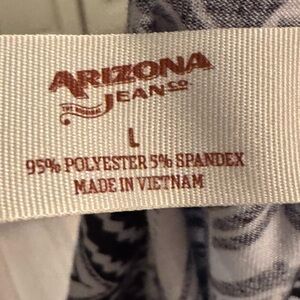 ARIZONA
JEAN CO
L
95% POLYESTER 5% SPANDEX
MADE IN VIETNAM